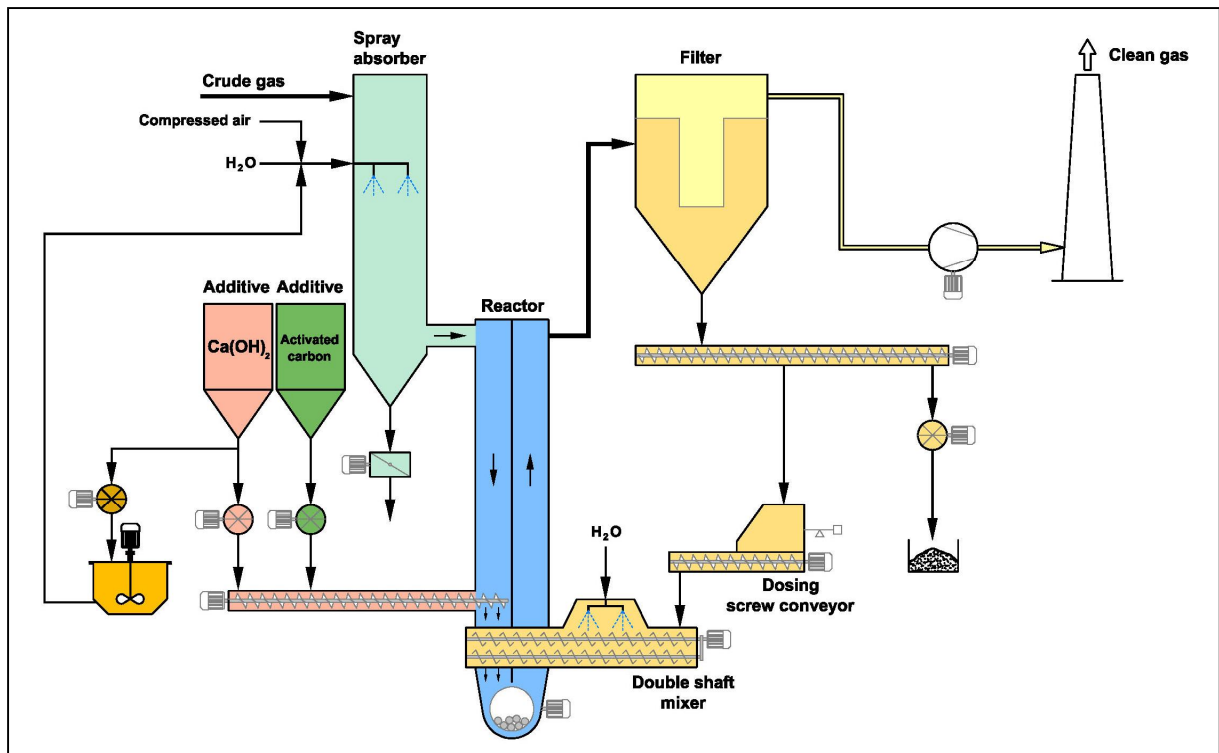 Spray
absorber
Filter
Clean gas
Crude gas
Compressed air
H₂O
Additive
Additive
Reactor
Ca(OH)₂
Activated
carbon
H₂O
Dosing
screw conveyor
Double shaft
mixer